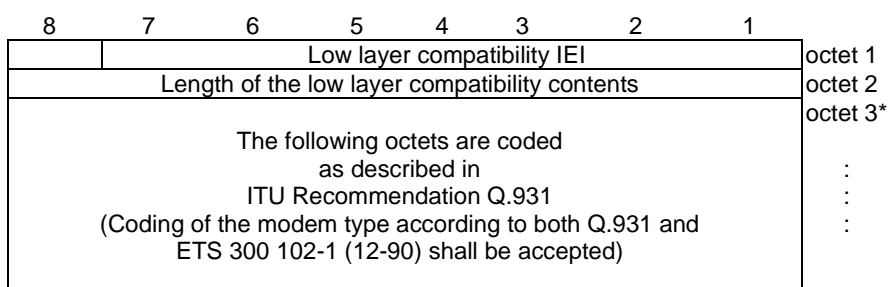 8 7 6 5 4 3 2 1
Low layer compatibility IEI octet 1
Length of the low layer compatibility contents octet 2
octet 3*
The following octets are coded
as described in :
ITU Recommendation Q.931 :
(Coding of the modem type according to both Q.931 and :
ETS 300 102-1 (12-90) shall be accepted)